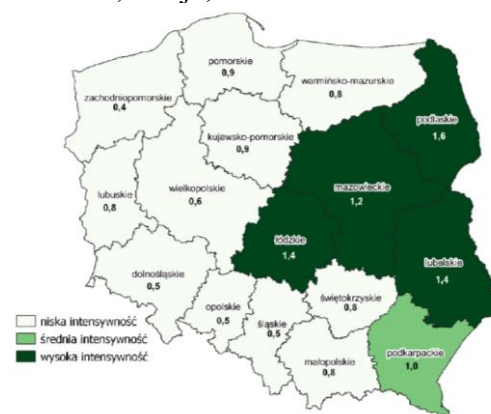 pomorskie
0,9
warmińsko-mazurskie
0,8
zachodniopomorskie
0,4
podlaskie
1,6
kujawsko-pomorskie
0,9
mazowieckie
1,2
wielkopolskie
0,6
lubuskie
0,8
łódzkie
1,4
lubelskie
1,4
dolnośląskie
0,5
opolskie
0,5
śląskie
0,5
świętokrzyskie
0,8
podkarpackie
1,0
małopolskie
0,8
niska intensywność
średnia intensywność
wysoka intensywność